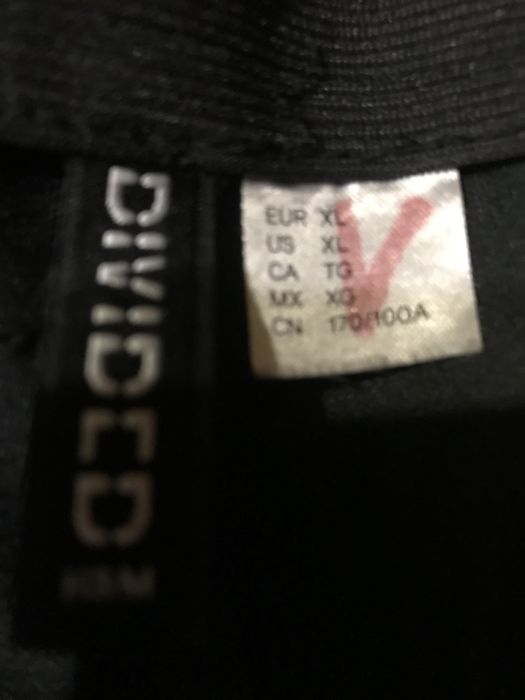 DIVIDED
H&M
EUR XL
US XL
CA TG
MX XG
CN 170/100A
V